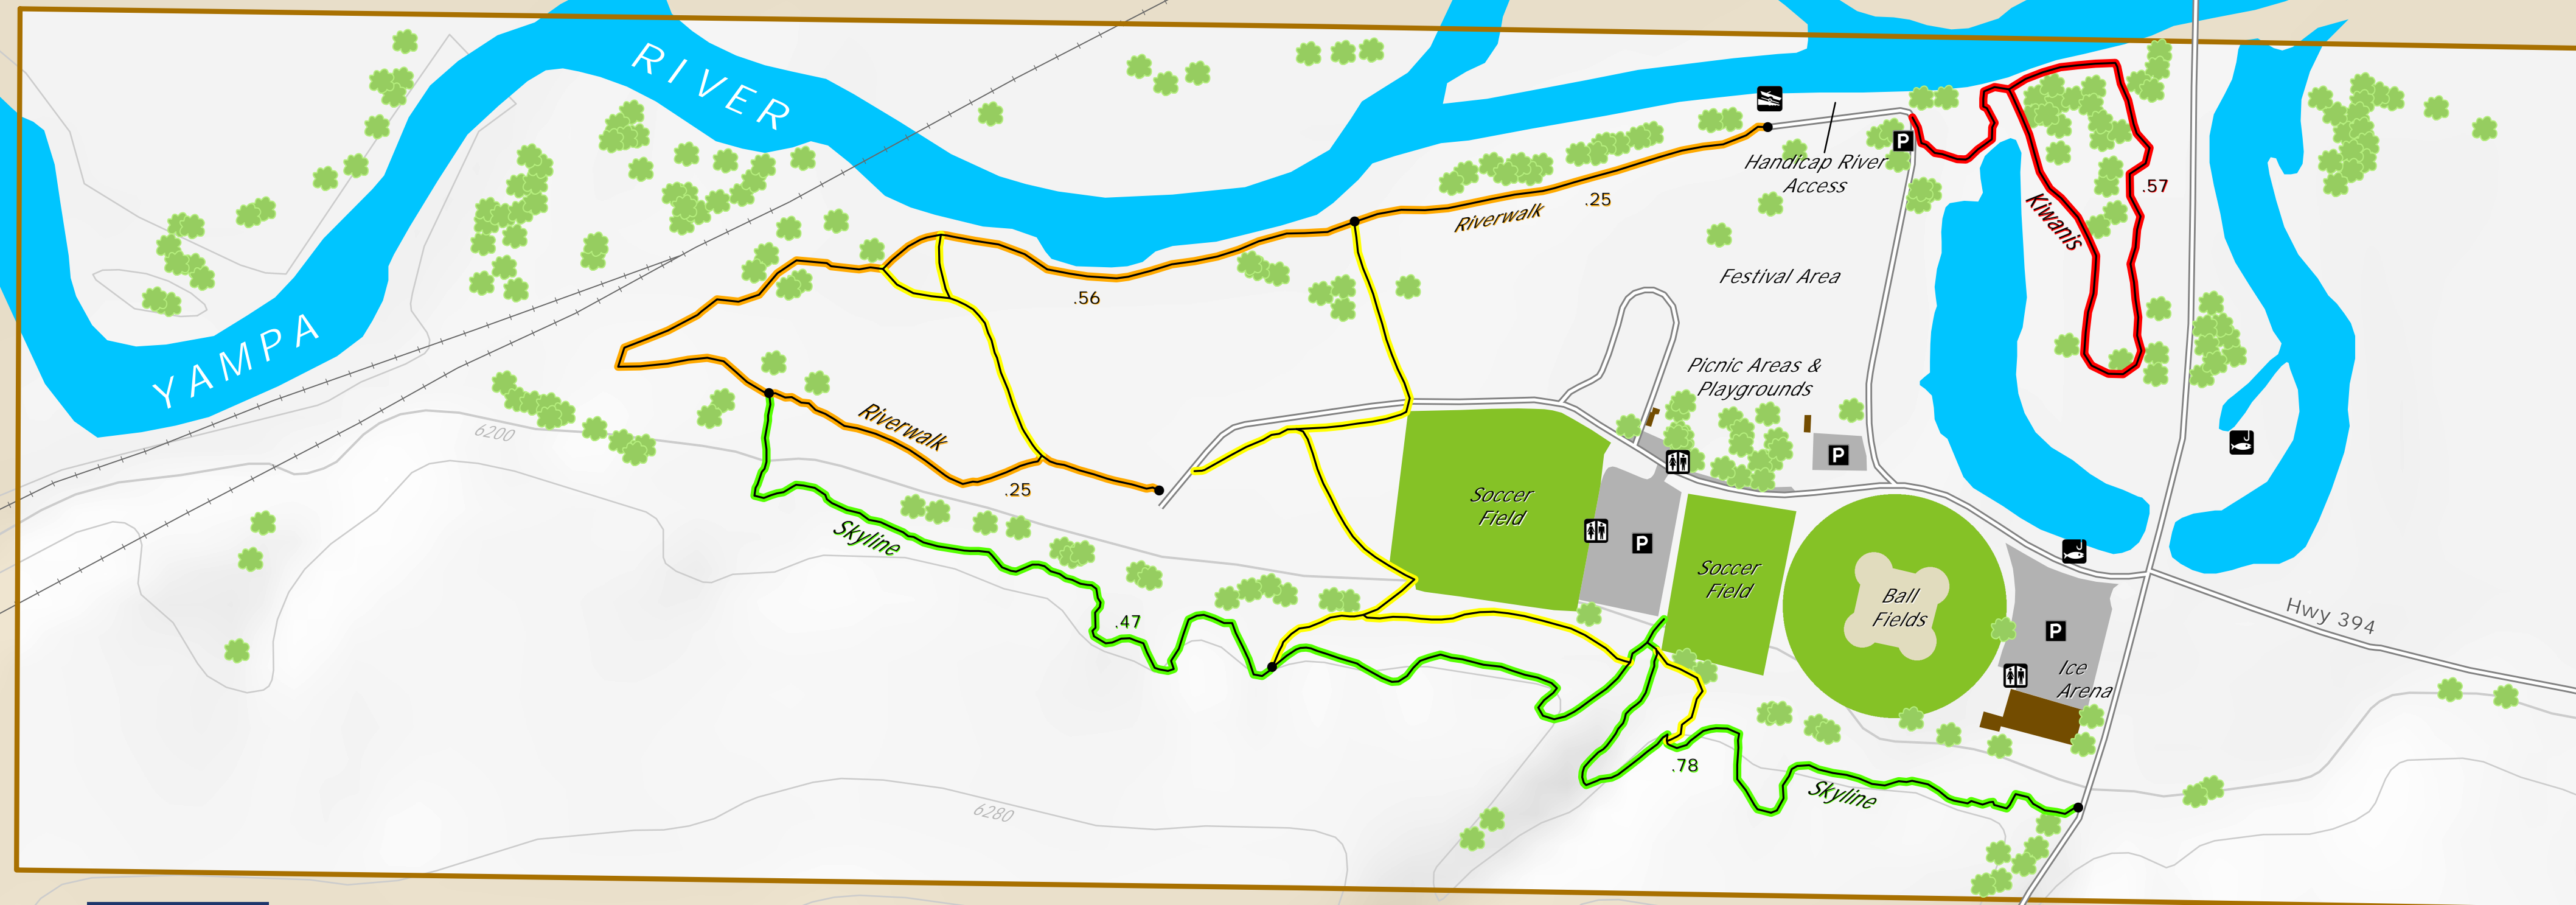 RIVER
YAMPA
P
Handicap River
Access
.25
Riverwalk
.57
Kiwanis
Festival Area
.56
Picnic Areas &
Playgrounds
6200
Riverwalk
.25
P
Soccer
Field
P
Skyline
Soccer
Field
Ball
Fields
Hwy 394
.47
P
Ice
Arena
.78
Skyline
6280